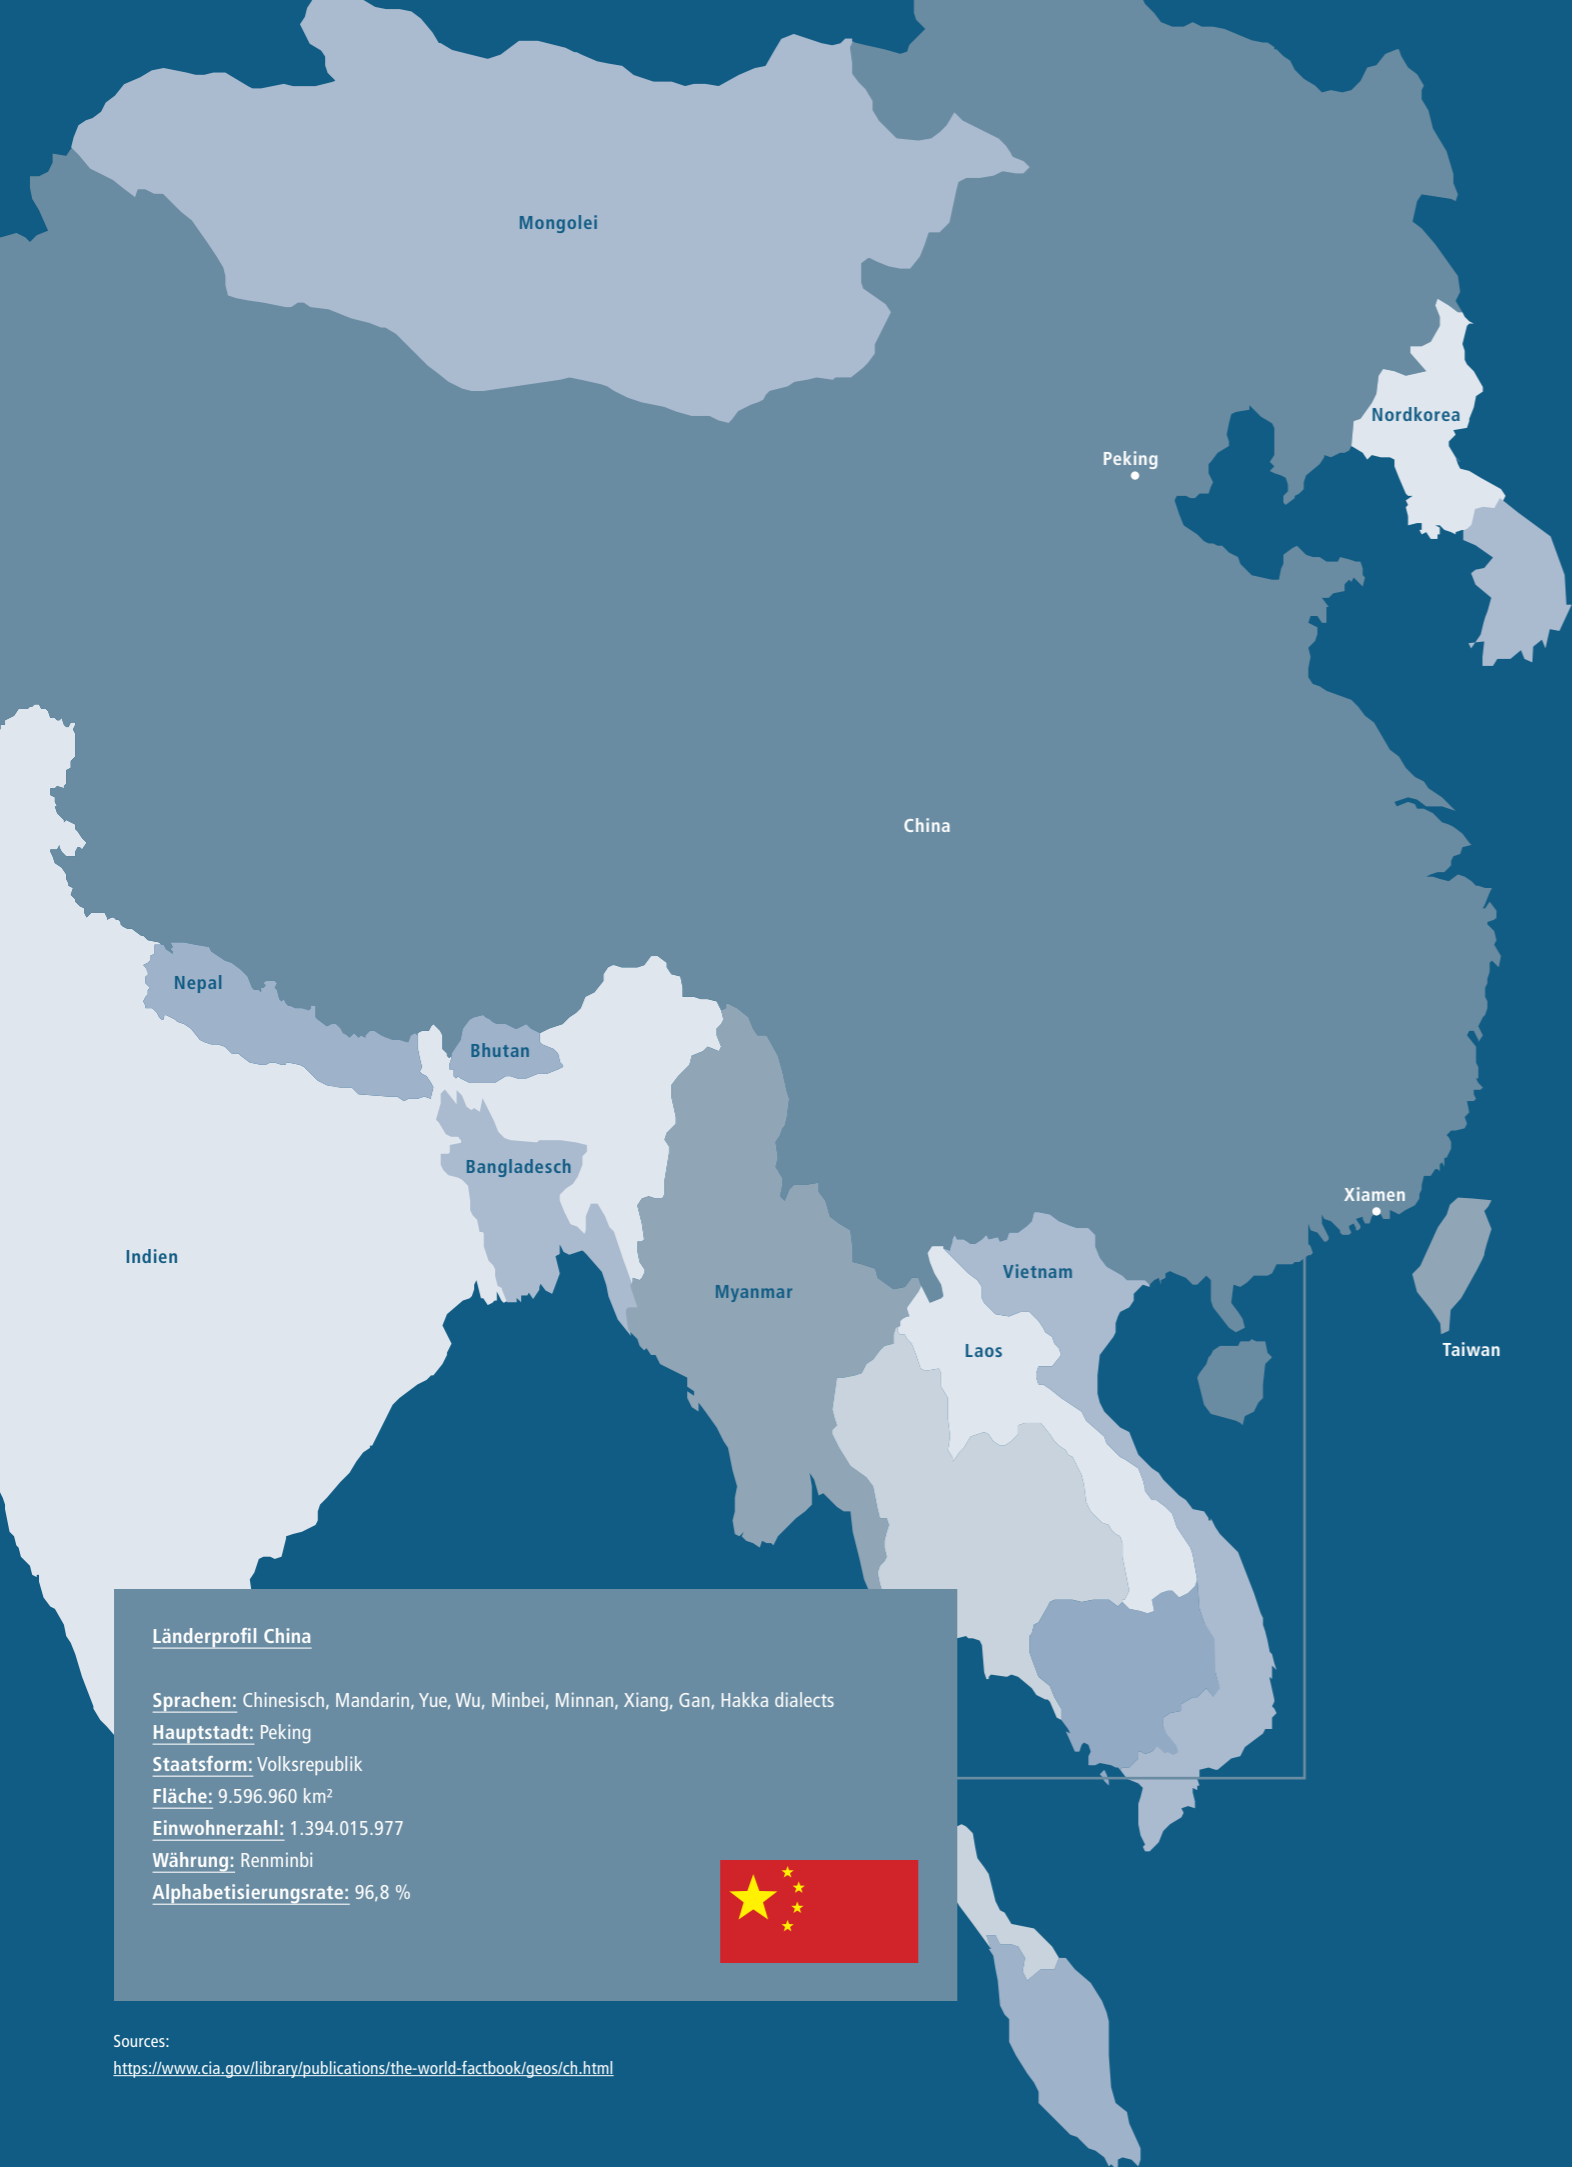 Mongolei
Nordkorea
Peking
China
Nepal
Bhutan
Bangladesch
Xiamen
Indien
Vietnam
Myanmar
Laos
Taiwan
Länderprofil China
Sprachen: Chinesisch, Mandarin, Yue, Wu, Minbei, Minnan, Xiang, Gan, Hakka dialects
Hauptstadt: Peking
Staatsform: Volksrepublik
Fläche: 9.596.960 km²
Einwohnerzahl: 1.394.015.977
Währung: Renminbi
Alphabetisierungsrate: 96,8 %
Sources:
https://www.cia.gov/library/publications/the-world-factbook/geos/ch.html